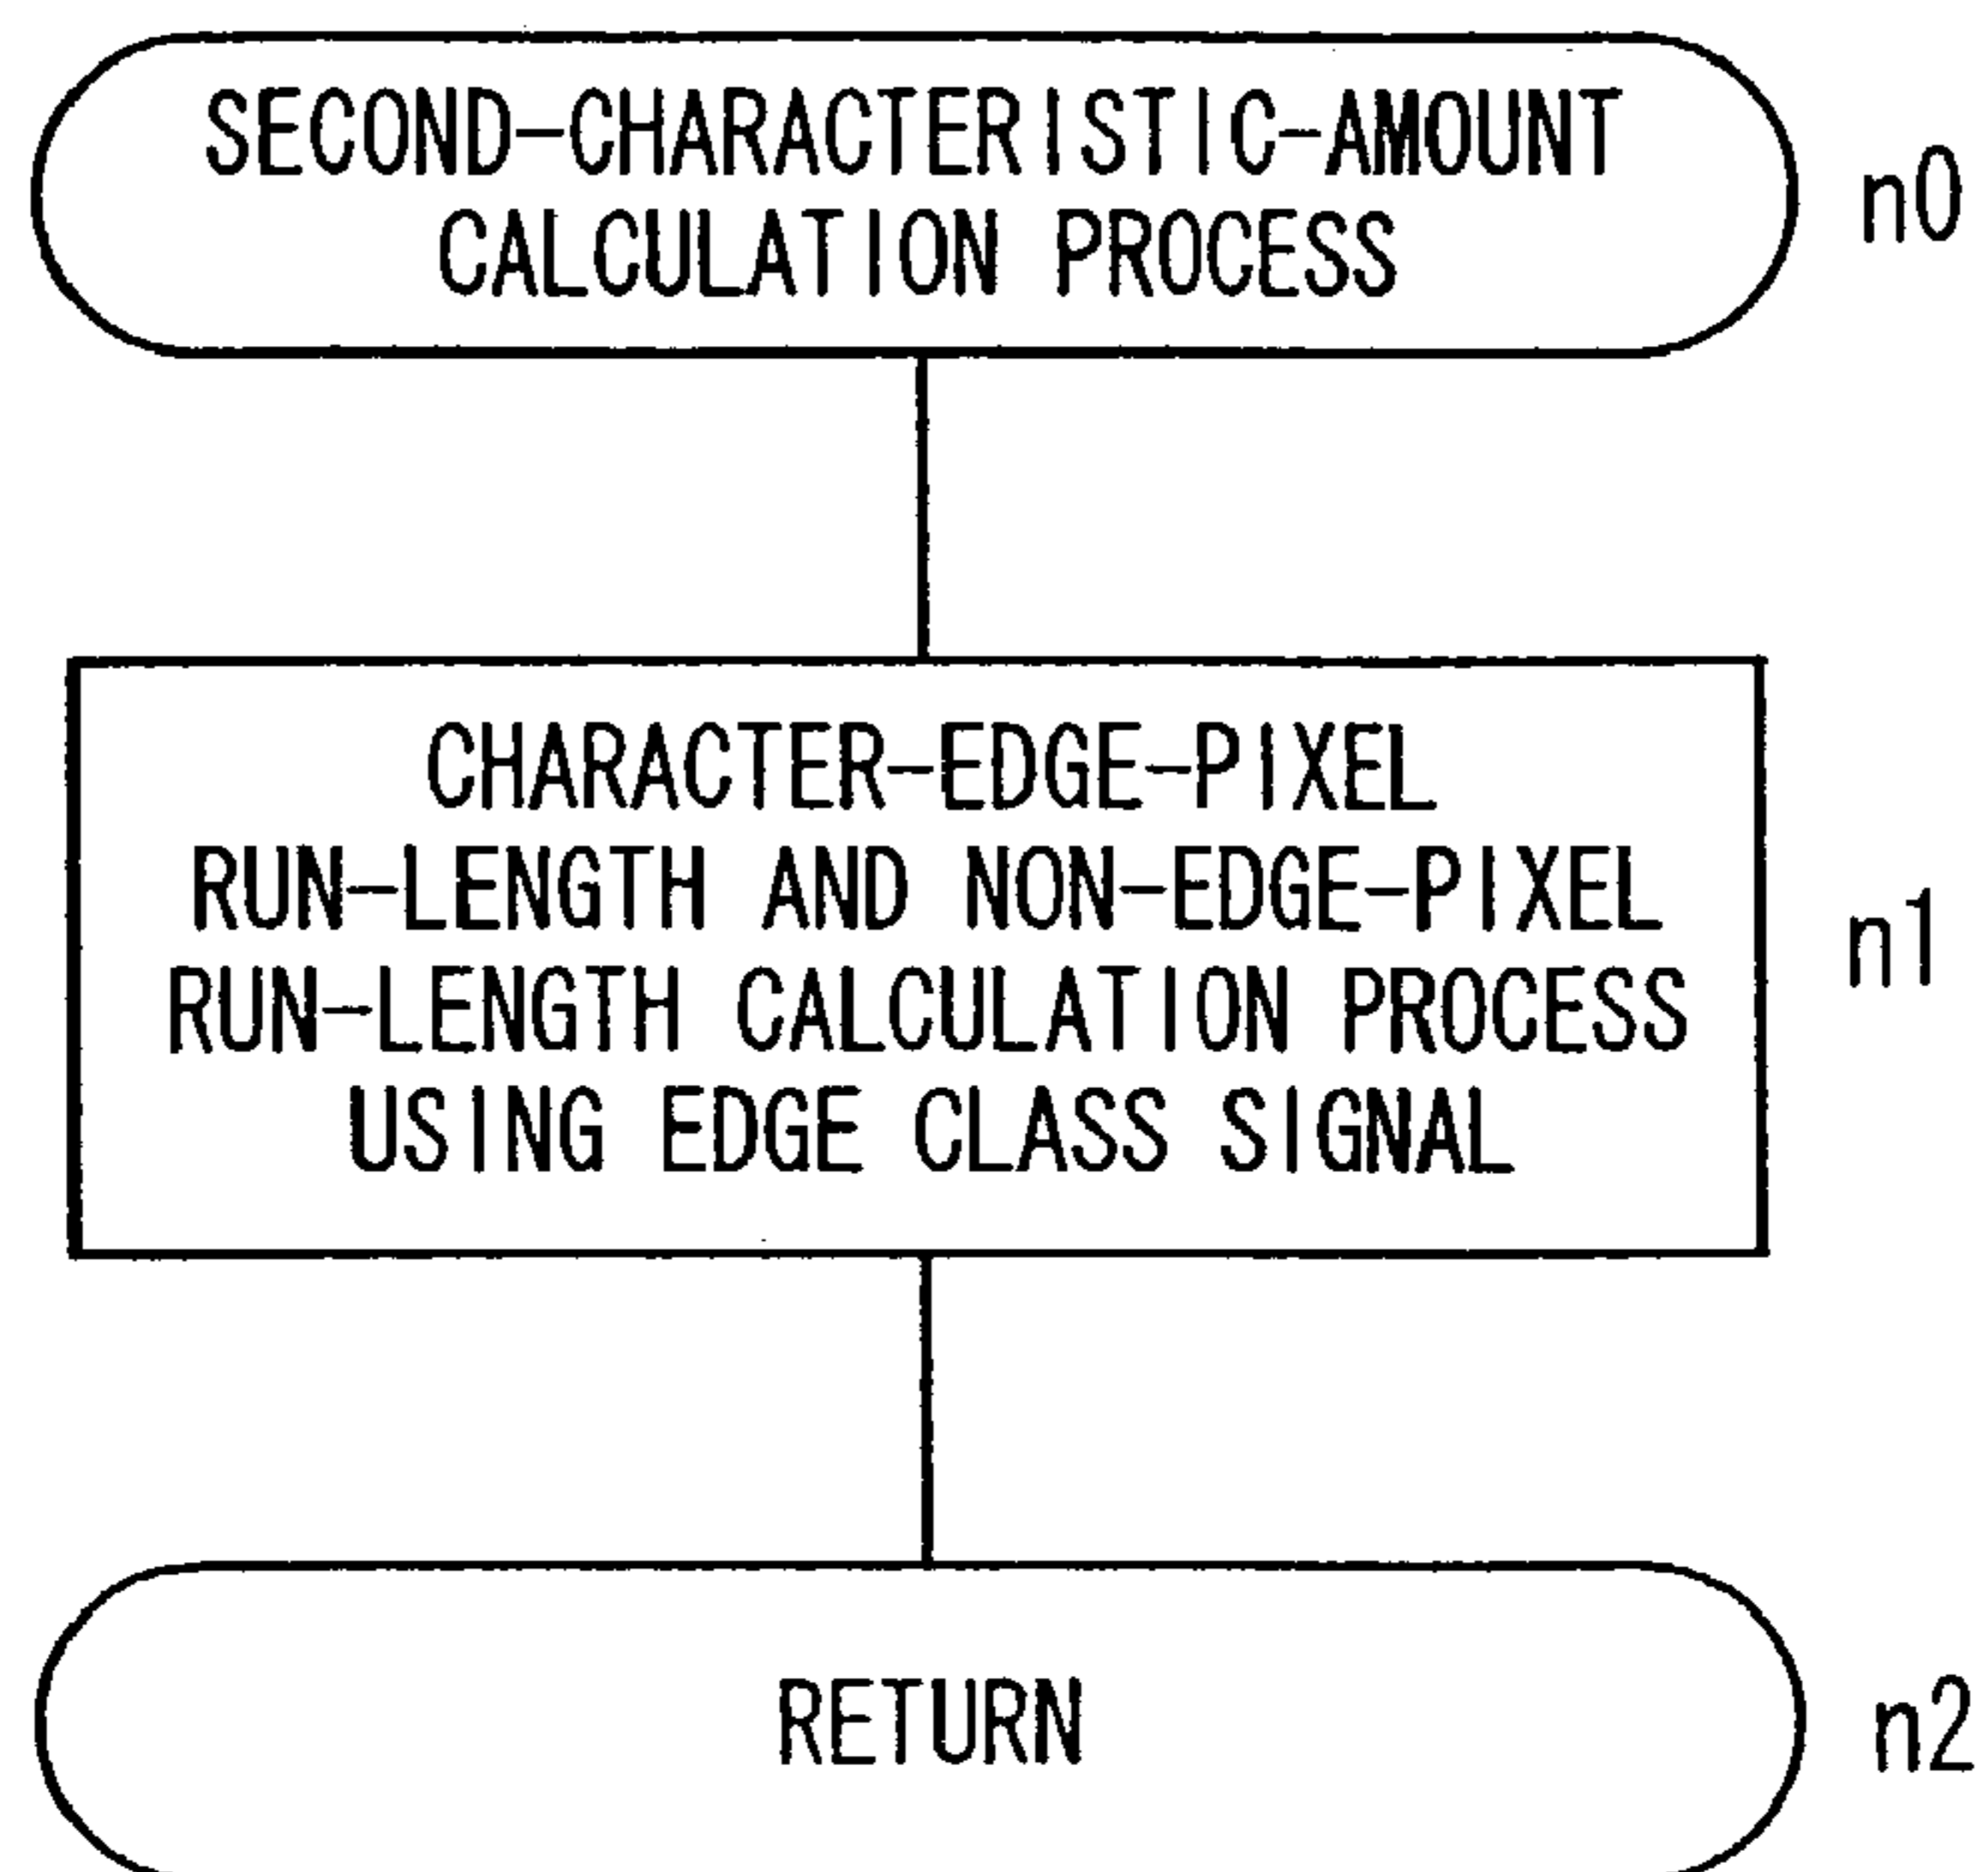 SECOND-CHARACTERISTIC-AMOUNT
CALCULATION PROCESS
n0
CHARACTER-EDGE-PIXEL
RUN-LENGTH AND NON-EDGE-PIXEL
RUN-LENGTH CALCULATION PROCESS
USING EDGE CLASS SIGNAL
n1
RETURN
n2